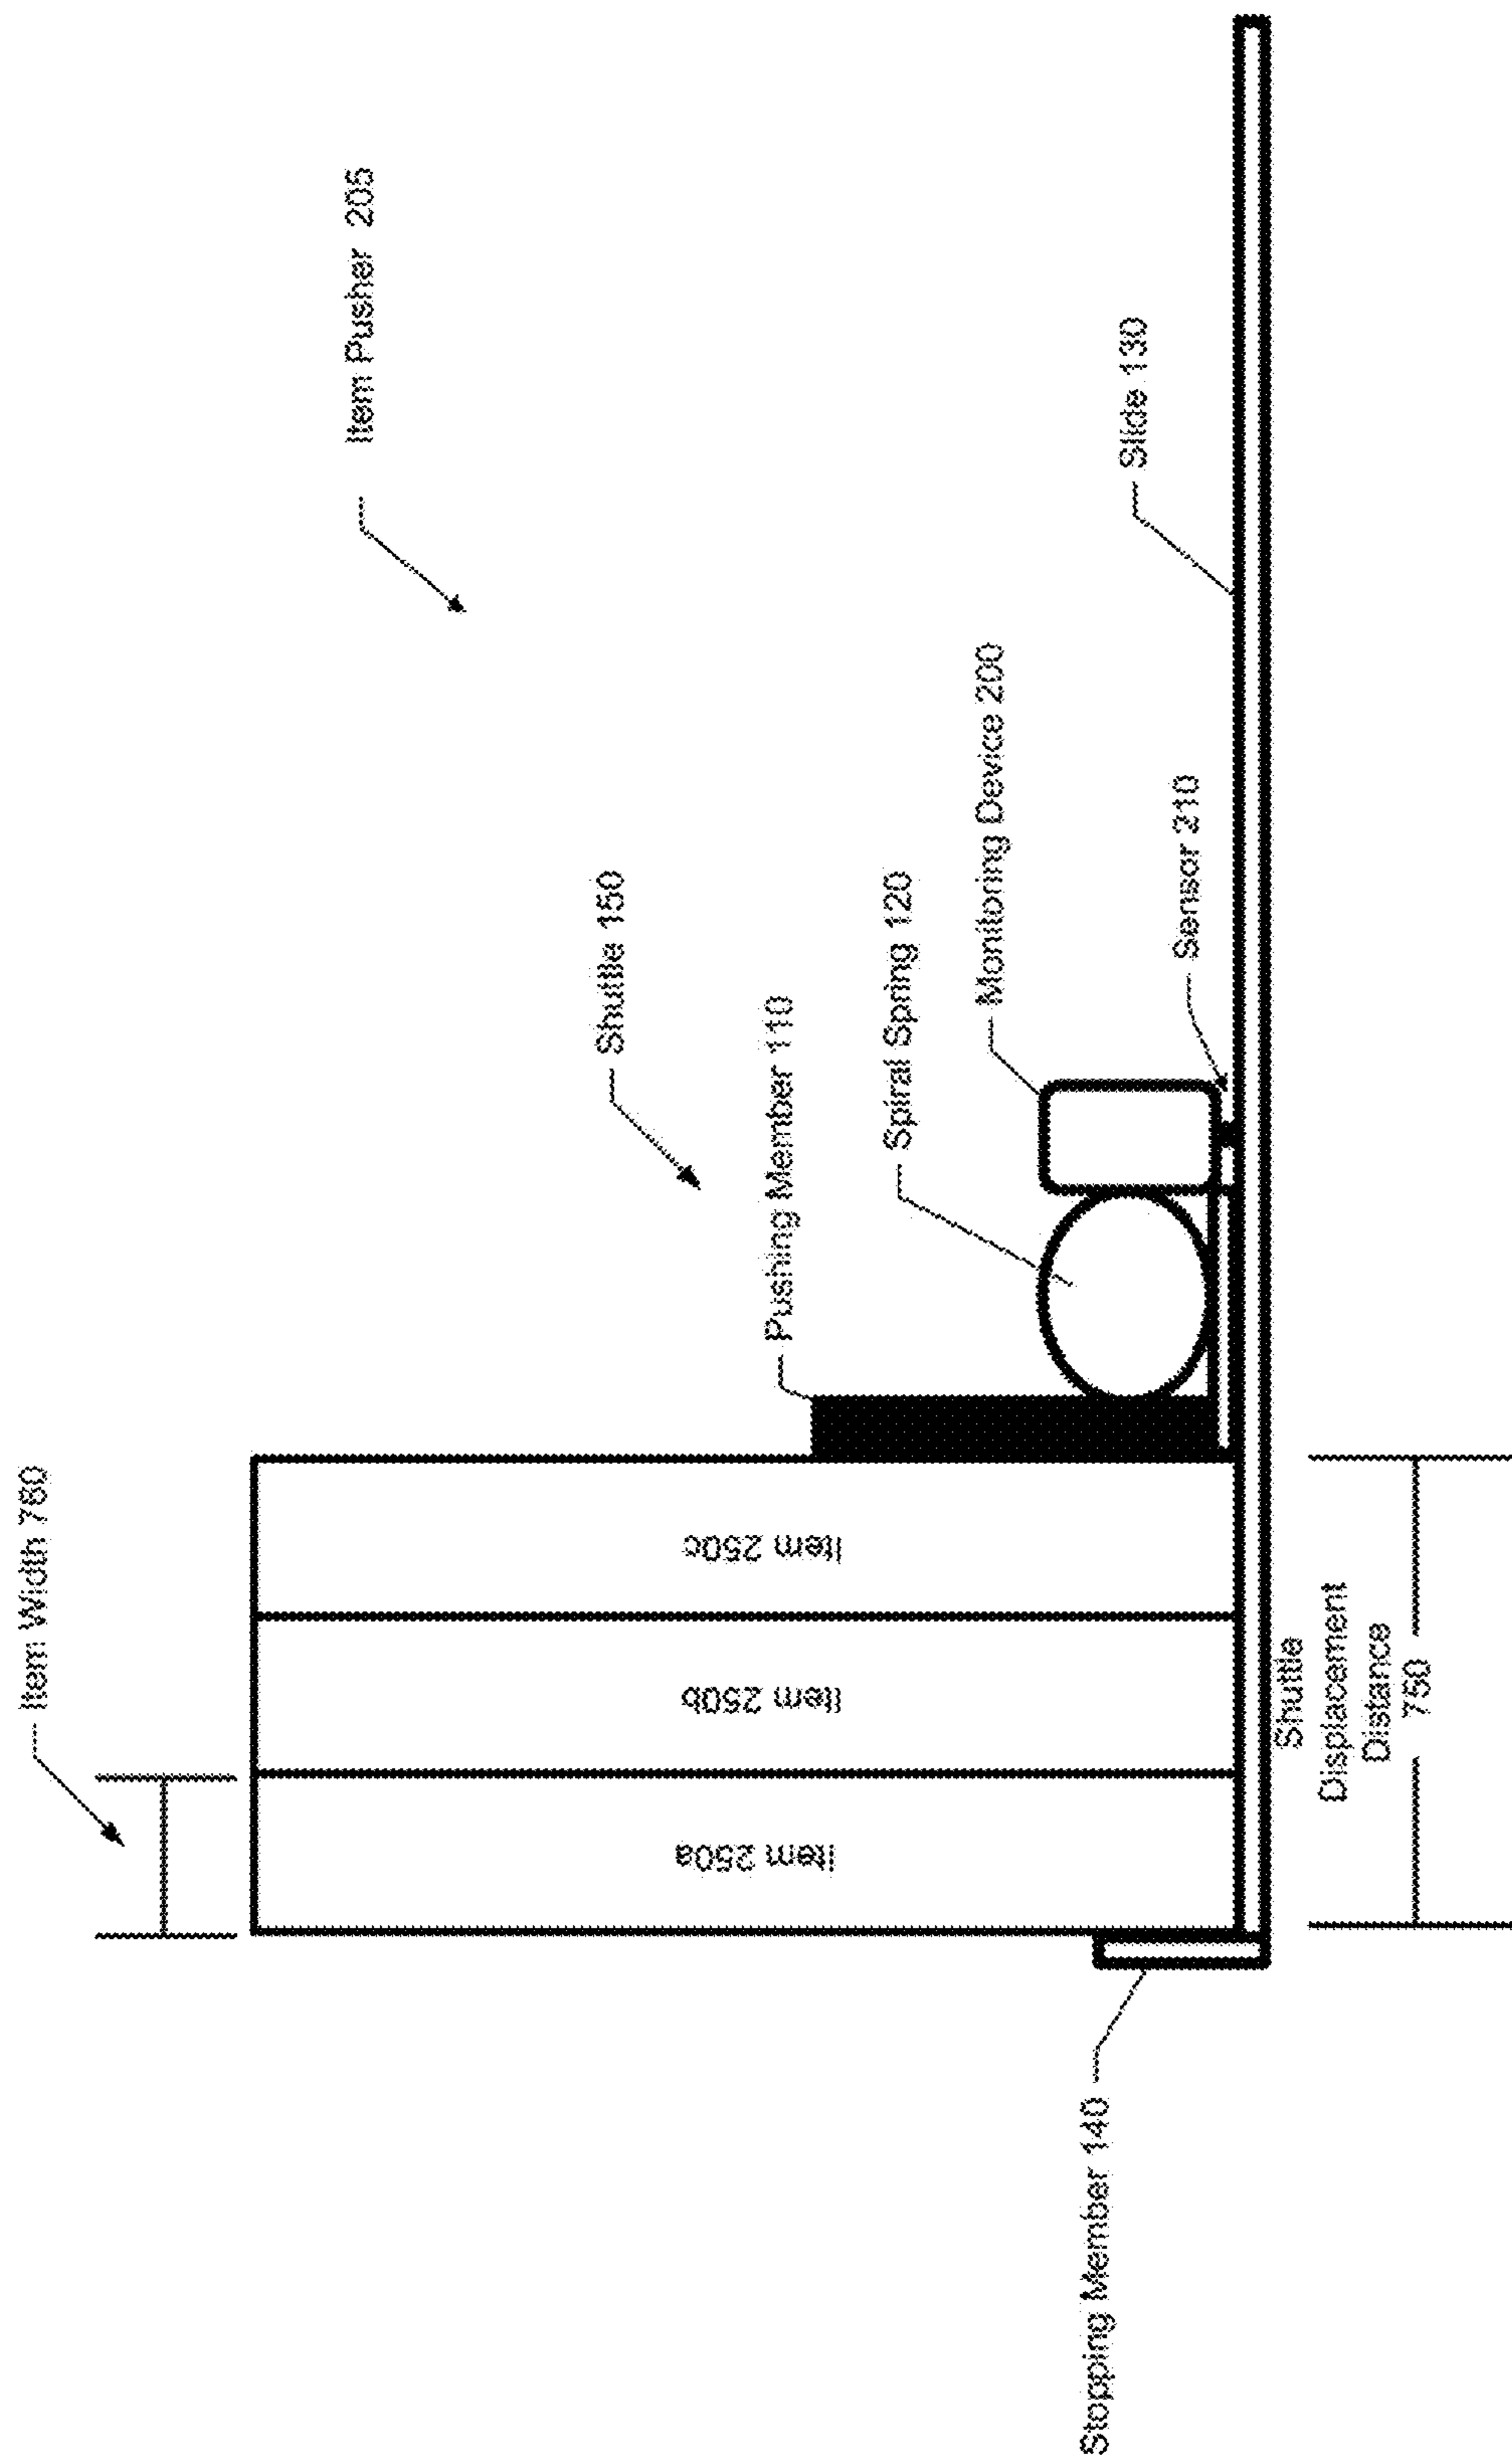 Item Width 760
Item Pusher 205
Shuttle 150
Pushing Member 110
Spiral Spring 120
Monitoring Device 200
Sensor 210
Slide 130
Item 250a
Item 250b
Item 250c
Stopping Member 140
Shuttle
Displacement
Distance
750